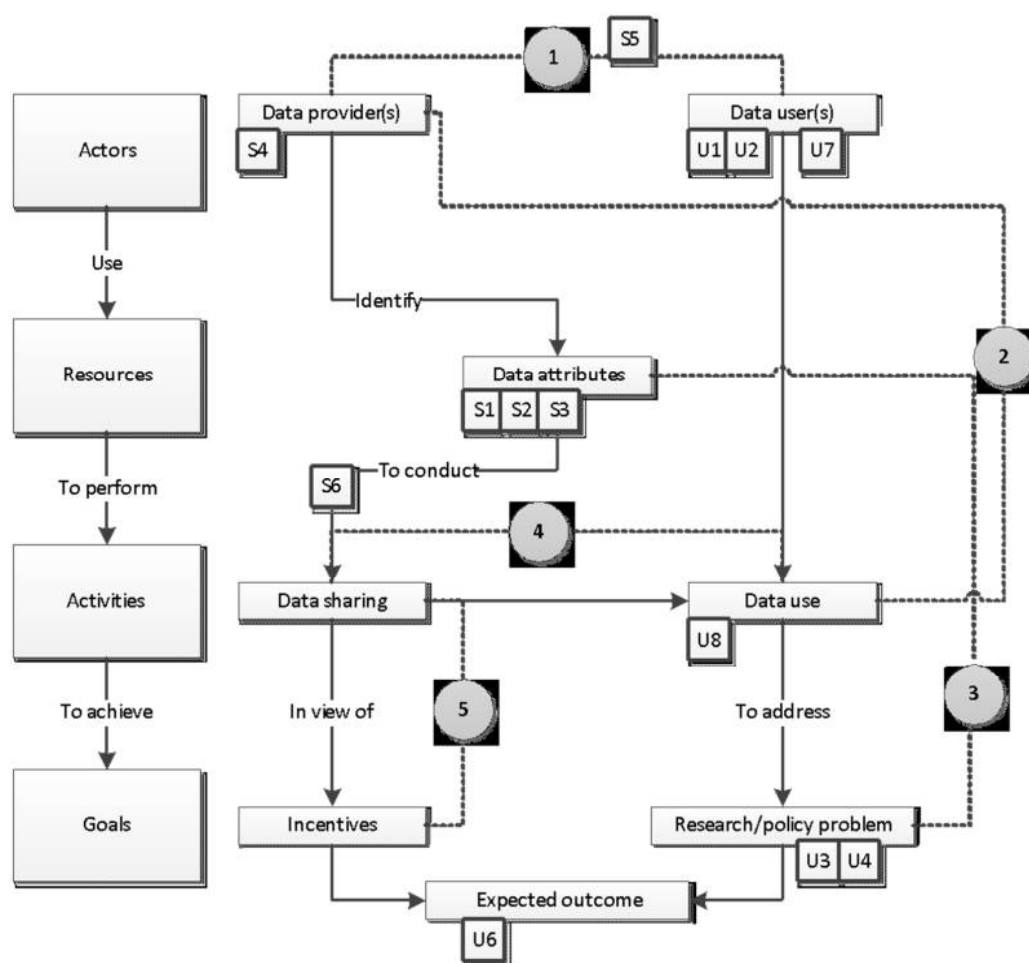 1
S5
Actors
Data provider(s)
Data user(s)
S4
U1
U2
U7
Use
Identify
Resources
2
Data attributes
S1
S2
S3
To perform
To conduct
S6
4
Activities
Data sharing
Data use
U8
To achieve
In view of
5
To address
3
Goals
Incentives
Research/policy problem
U3
U4
Expected outcome
U6